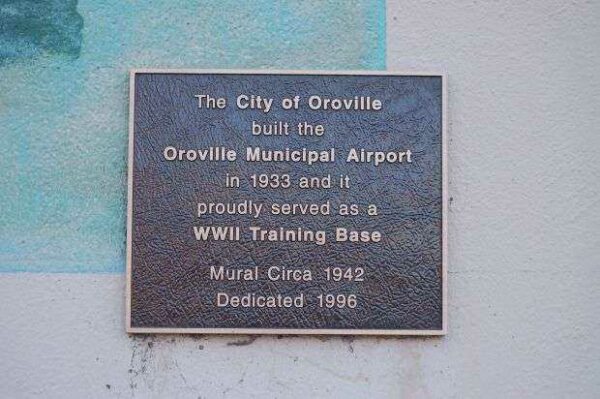 The City of Oroville
built the
Oroville Municipal Airport
in 1933 and it
proudly served as a
WWII Training Base
Mural Circa 1942
Dedicated 1996